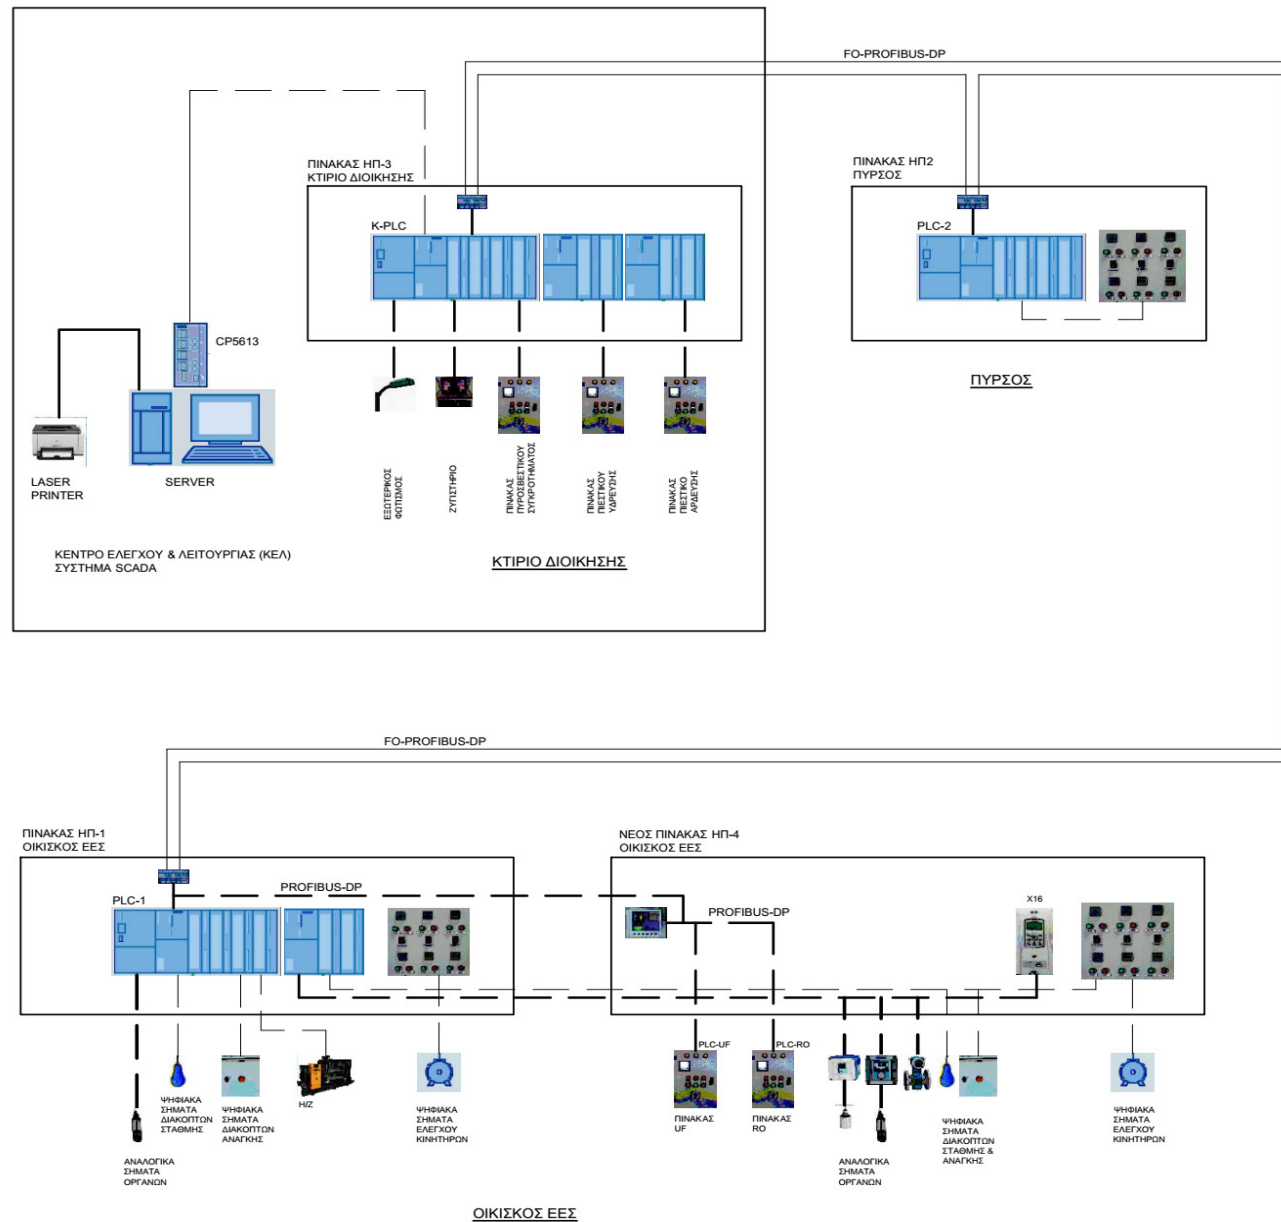 FO-PROFIBUS-DP
ΠΙΝΑΚΑΣ ΗΠ-3
ΚΤΙΡΙΟ ΔΙΟΙΚΗΣΗΣ
ΠΙΝΑΚΑΣ ΗΠ2
ΠΥΡΣΟΣ
K-PLC
PLC-2
CP5613
ΠΥΡΣΟΣ
LASER
PRINTER
SERVER
ΕΞΩΤΕΡΙΚΟΣ
ΦΩΤΙΣΜΟΣ
ΖΥΓΙΣΤΗΡΙΟ
ΠΙΝΑΚΑΣ
ΠΥΡΟΣΒΕΣΤΙΚΟΥ
ΣΥΓΚΡΟΤΗΜΑΤΟΣ
ΠΙΝΑΚΑΣ
ΠΙΕΣΤΙΚΟΥ
ΥΔΡΕΥΣΗΣ
ΠΙΝΑΚΑΣ
ΠΙΕΣΤΙΚΟ
ΑΡΔΕΥΣΗΣ
ΚΕΝΤΡΟ ΕΛΕΓΧΟΥ & ΛΕΙΤΟΥΡΓΙΑΣ (ΚΕΛ)
ΣΥΣΤΗΜΑ SCADA
ΚΤΙΡΙΟ ΔΙΟΙΚΗΣΗΣ
FO-PROFIBUS-DP
ΠΙΝΑΚΑΣ ΗΠ-1
ΟΙΚΙΣΚΟΣ ΕΕΣ
ΝΕΟΣ ΠΙΝΑΚΑΣ ΗΠ-4
ΟΙΚΙΣΚΟΣ ΕΕΣ
PLC-1
PROFIBUS-DP
PROFIBUS-DP
X16
PLC-UF
PLC-RO
ΨΗΦΙΑΚΑ
ΣΗΜΑΤΑ
ΔΙΑΚΟΠΤΩΝ
ΣΤΑΘΜΗΣ
ΨΗΦΙΑΚΑ
ΣΗΜΑΤΑ
ΔΙΑΚΟΠΤΩΝ
ΑΝΑΓΚΗΣ
Η/Ζ
ΨΗΦΙΑΚΑ
ΣΗΜΑΤΑ
ΕΛΕΓΧΟΥ
ΚΙΝΗΤΗΡΩΝ
ΠΙΝΑΚΑΣ
UF
ΠΙΝΑΚΑΣ
RO
ΨΗΦΙΑΚΑ
ΣΗΜΑΤΑ
ΔΙΑΚΟΠΤΩΝ
ΣΤΑΘΜΗΣ &
ΑΝΑΓΚΗΣ
ΨΗΦΙΑΚΑ
ΣΗΜΑΤΑ
ΕΛΕΓΧΟΥ
ΚΙΝΗΤΗΡΩΝ
ΑΝΑΛΟΓΙΚΑ
ΣΗΜΑΤΑ
ΟΡΓΑΝΩΝ
ΑΝΑΛΟΓΙΚΑ
ΣΗΜΑΤΑ
ΟΡΓΑΝΩΝ
ΟΙΚΙΣΚΟΣ ΕΕΣ